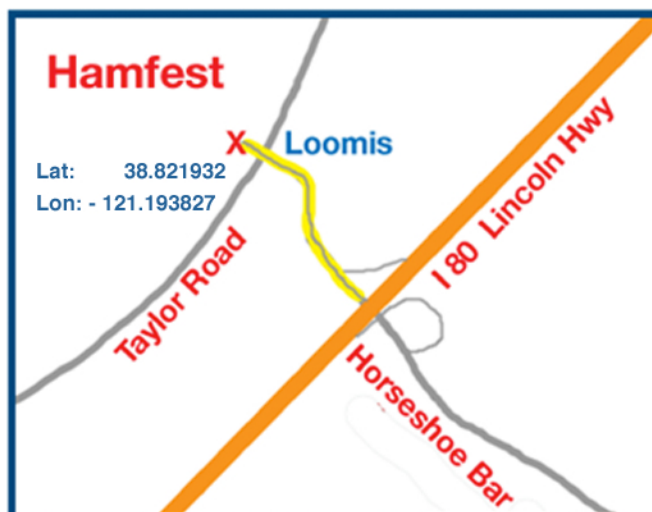 Hamfest
X Loomis
Lat: 38.821932
Lon: - 121.193827
Taylor Road
I 80 Lincoln Hwy
Horseshoe Bar